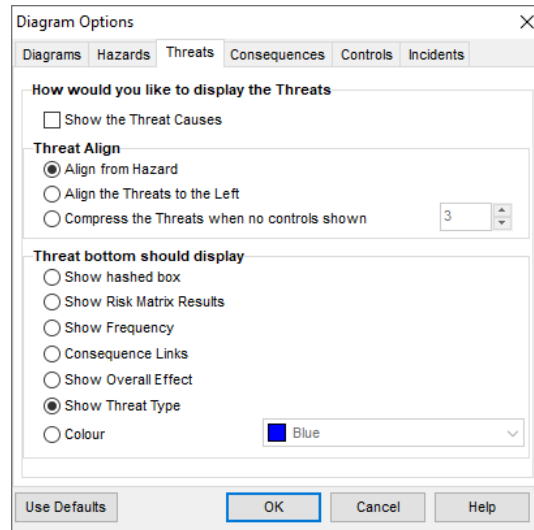 Diagram Options
Diagrams Hazards Threats Consequences Controls Incidents
How would you like to display the Threats
Show the Threat Causes
Threat Align
Align from Hazard
Align the Threats to the Left
Compress the Threats when no controls shown 3
Threat bottom should display
Show hashed box
Show Risk Matrix Results
Show Frequency
Consequence Links
Show Overall Effect
Show Threat Type
Colour Blue
Use Defaults OK Cancel Help